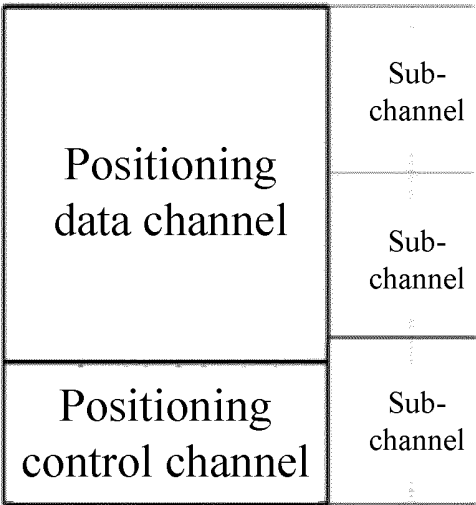 Positioning
data channel
Positioning
control channel
Sub-
channel
Sub-
channel
Sub-
channel